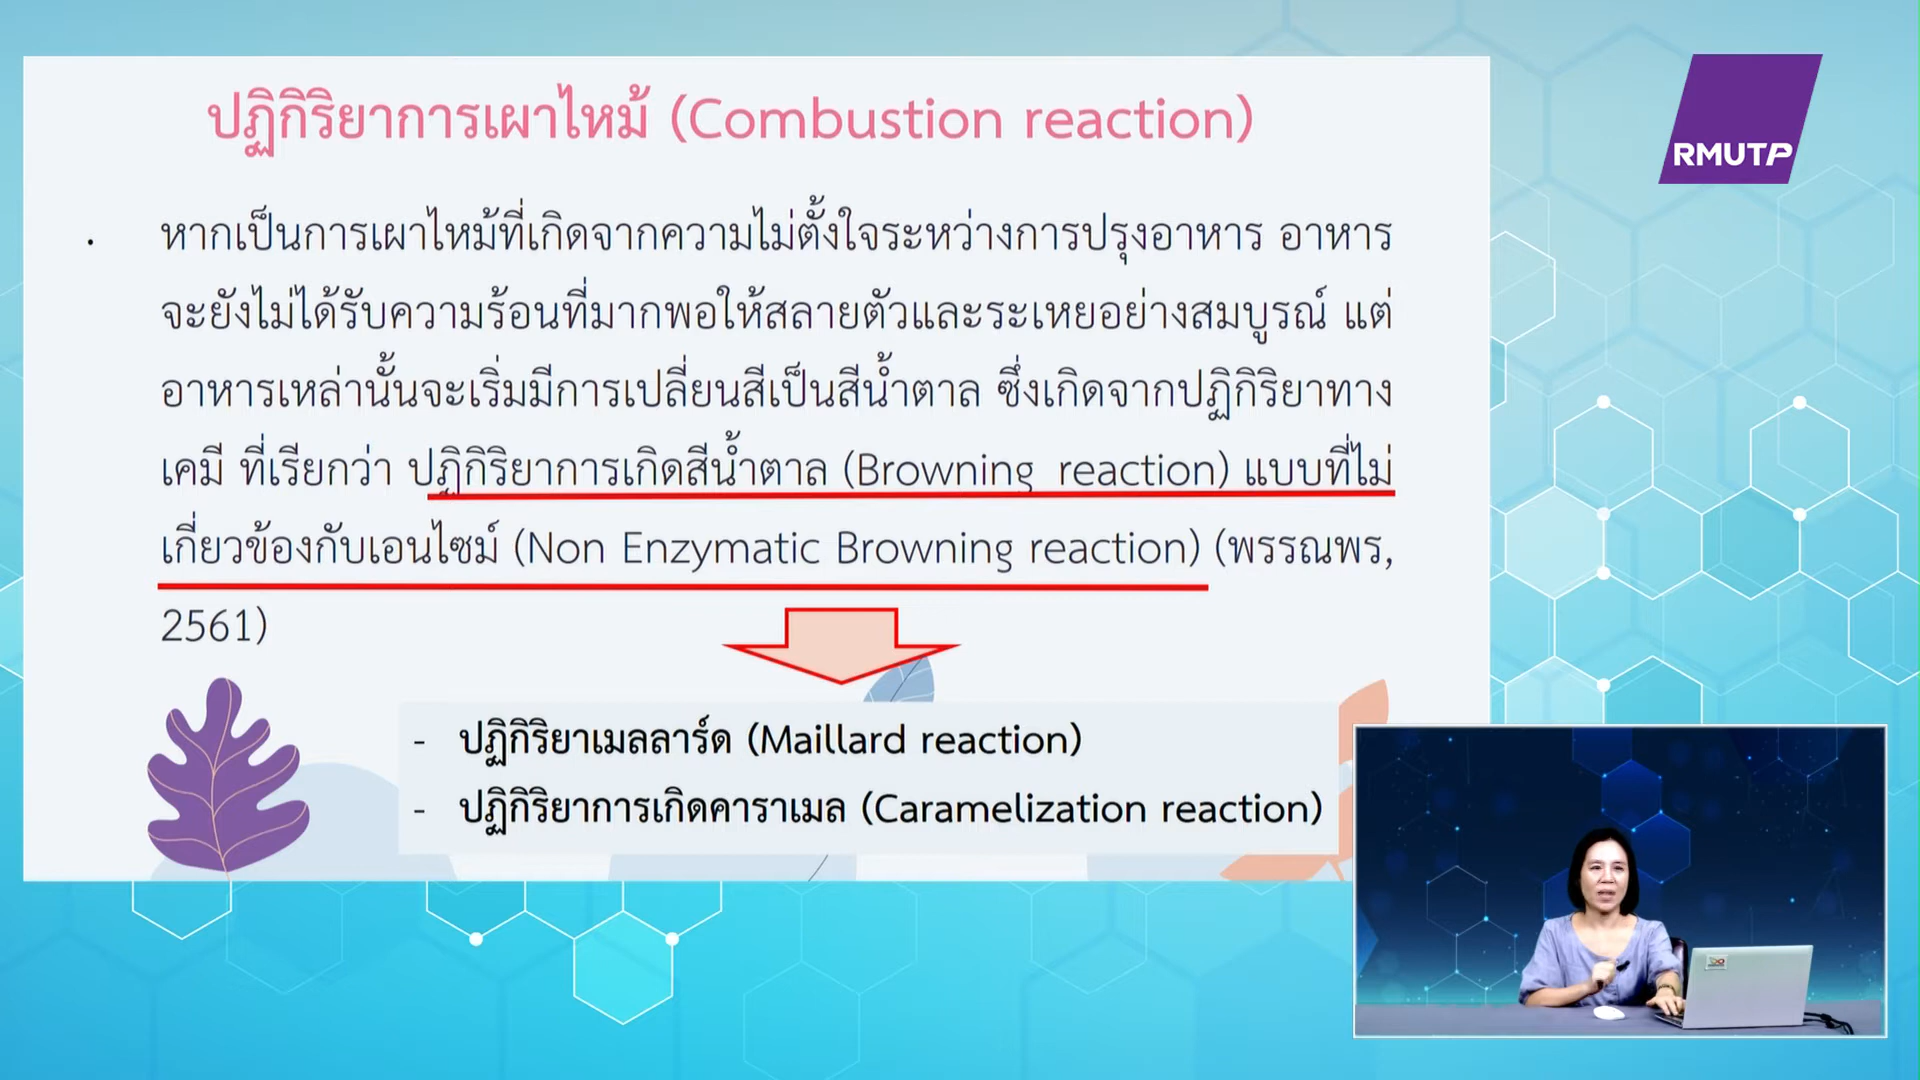 ปฏิกิริยาการเผาไหม้ (Combustion reaction)
RMUTP
หากเป็นการเผาไหม้ที่เกิดจากความไม่ตั้งใจระหว่างการปรุงอาหาร อาหาร
จะยังไม่ได้รับความร้อนที่มากพอให้สลายตัวและระเหยอย่างสมบูรณ์ แต่
อาหารเหล่านั้นจะเริ่มมีการเปลี่ยนสีเป็นสีน้ำตาล ซึ่งเกิดจากปฏิกิริยาทาง
เคมี ที่เรียกว่า ปฏิกิริยาการเกิดสีน้ำตาล (Browning reaction) แบบที่ไม่
เกี่ยวข้องกับเอนไซม์ (Non Enzymatic Browning reaction) (พรรณพร,
2561)
- ปฏิกิริยาเมลลาร์ด (Maillard reaction)
- ปฏิกิริยาการเกิดคาราเมล (Caramelization reaction)